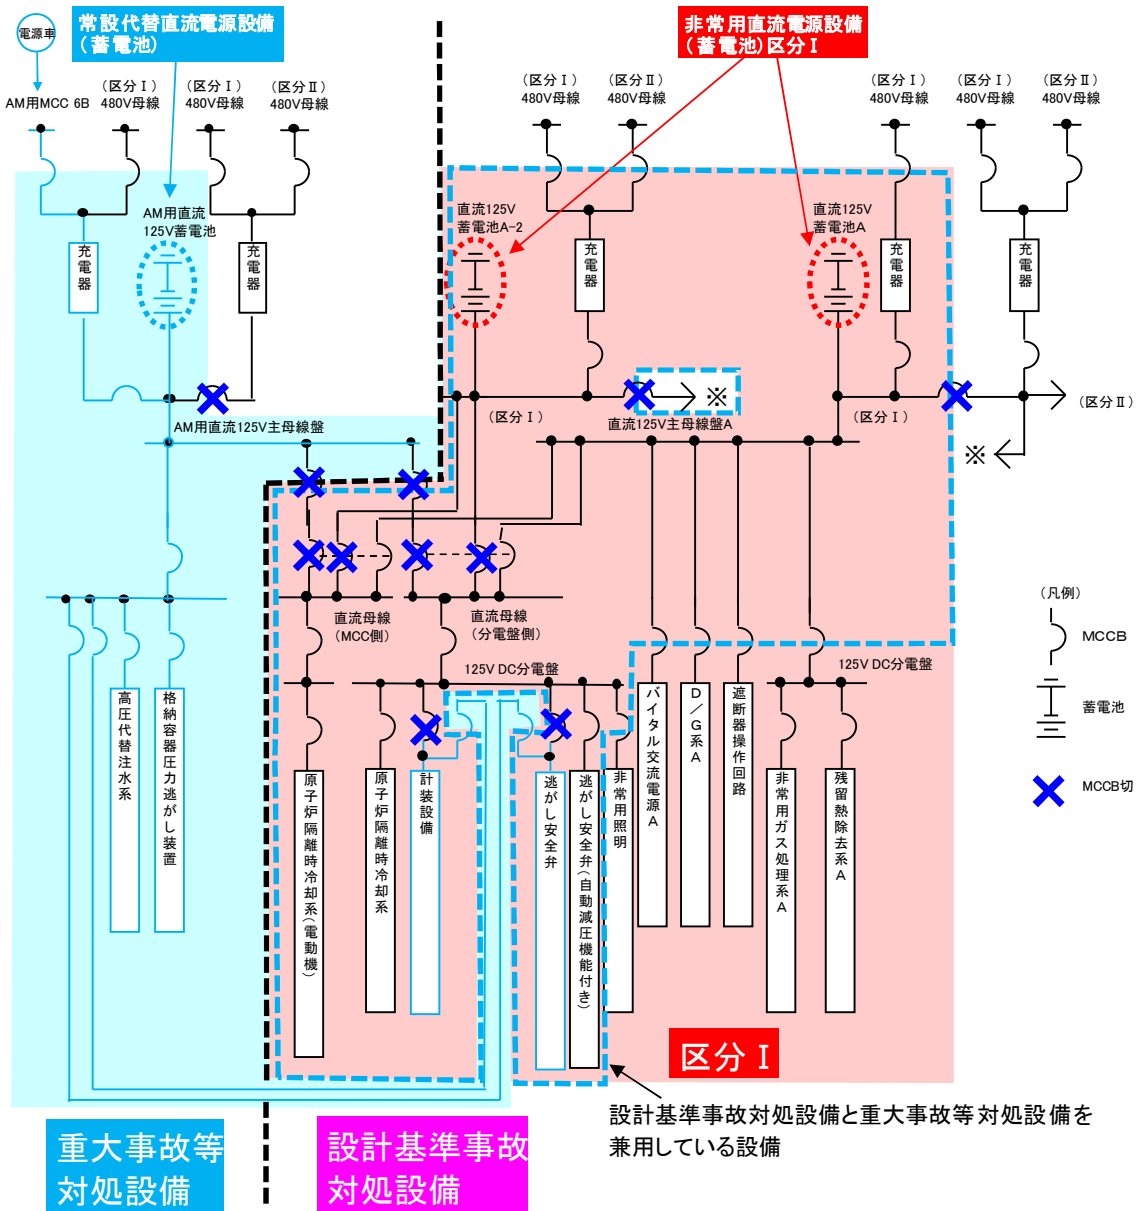 電源車
常設代替直流電源設備
(蓄電池)
非常用直流電源設備
(蓄電池)区分Ⅰ
AM用MCC 6B
(区分Ⅰ)
480V母線
(区分Ⅰ)
480V母線
(区分Ⅱ)
480V母線
(区分Ⅰ)
480V母線
(区分Ⅱ)
480V母線
(区分Ⅰ)
480V母線
(区分Ⅰ)
480V母線
(区分Ⅱ)
480V母線
AM用直流
125V蓄電池
直流125V
蓄電池A-2
直流125V
蓄電池A
充電器
充電器
充電器
充電器
充電器
※
(区分Ⅰ)
(区分Ⅰ)
(区分Ⅱ)
AM用直流125V主母線盤
直流125V主母線盤A
※
直流母線
(MCC側)
直流母線
(分電盤側)
125V DC分電盤
125V DC分電盤
高圧代替注水系
格納容器圧力逃がし装置
原子炉隔離時冷却系(電動機)
原子炉隔離時冷却系
計装設備
逃がし安全弁
逃がし安全弁(自動減圧機能付き)
非常用照明
バイタル交流電源A
D/G系A
遮断器操作回路
非常用ガス処理系A
残留熱除去系A
(凡例)
MCCB
蓄電池
MCCB切
区分Ⅰ
設計基準事故対処設備と重大事故等対処設備を
兼用している設備
重大事故等
対処設備
設計基準事故
対処設備